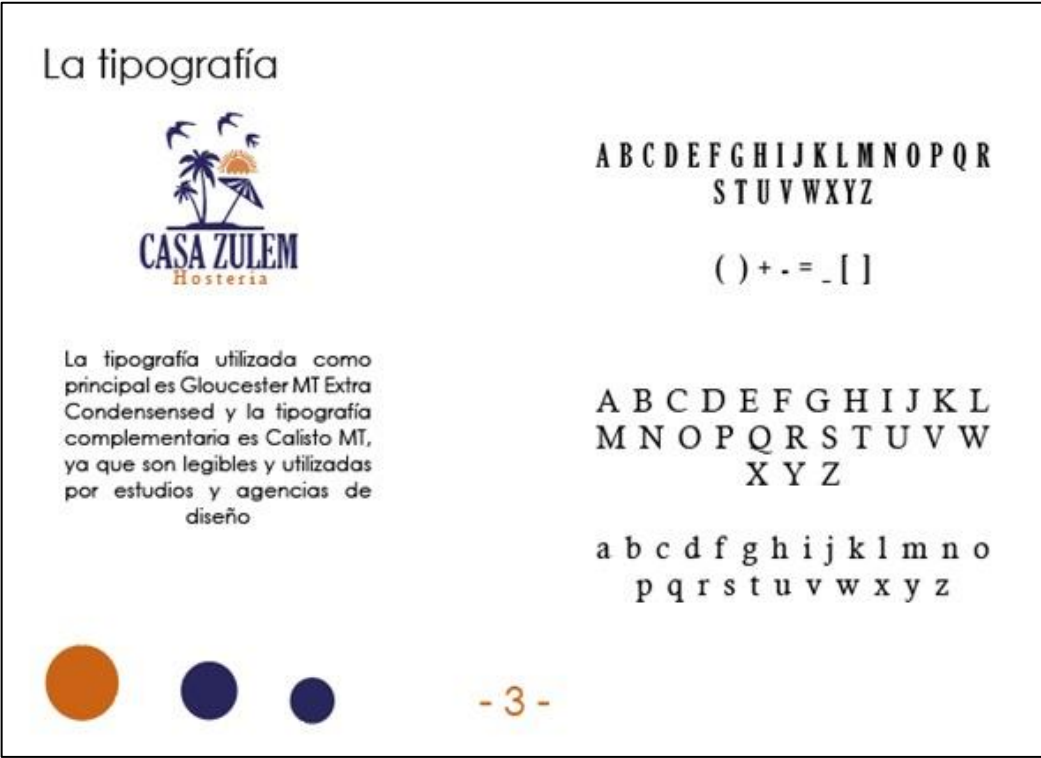 La tipografía
CASA ZULEM
Hosteria
La tipografía utilizada como
principal es Gloucester MT Extra
Condensensed y la tipografía
complementaria es Calisto MT,
ya que son legibles y utilizadas
por estudios y agencias de
diseño
A B C D E F G H I J K L M N O P Q R
S T U V W X Y Z
( ) + - = _ [ ]
A B C D E F G H I J K L
M N O P Q R S T U V W
X Y Z
a b c d f g h i j k l m n o
p q r s t u v w x y z
- 3 -